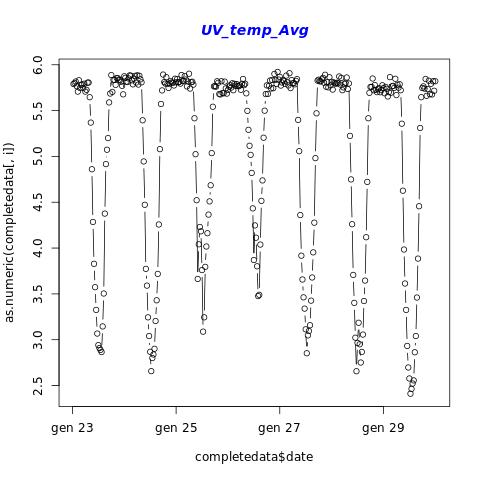 UV_temp_Avg
as.numeric(completedata[, i])
6.0
5.5
5.0
4.5
4.0
3.5
3.0
2.5
gen 23
gen 25
gen 27
gen 29
completedata$date